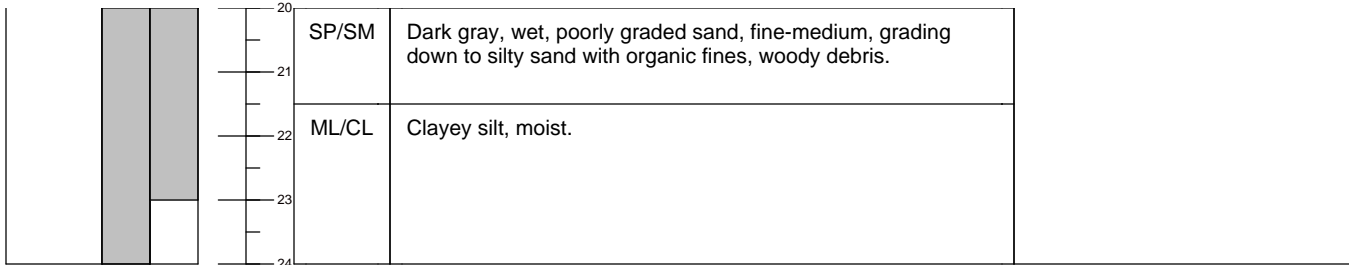 20
SP/SM Dark gray, wet, poorly graded sand, fine-medium, grading
down to silty sand with organic fines, woody debris.
21
22 ML/CL Clayey silt, moist.
23
24